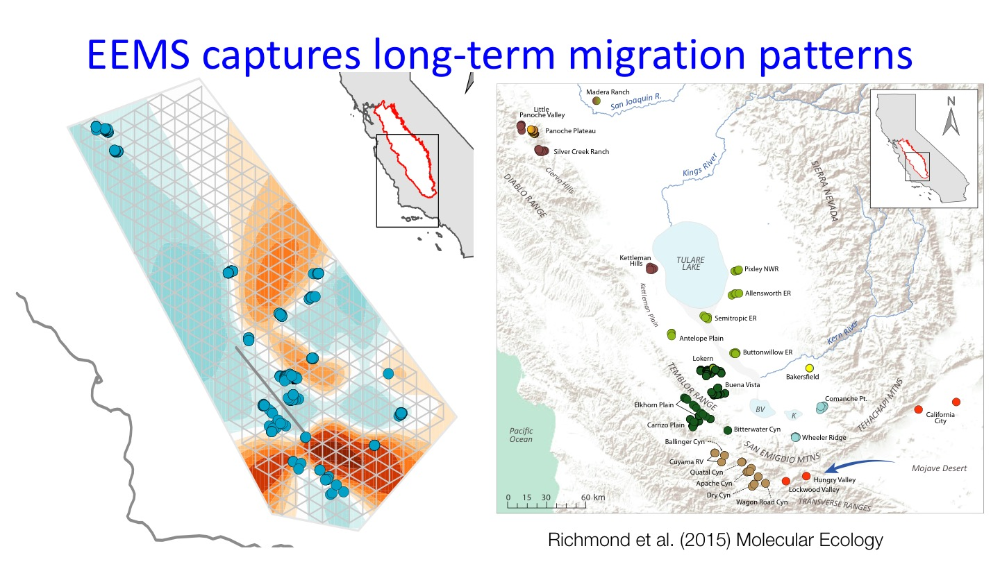 EEMS captures long-term migration patterns
Madera Ranch
San Joaquin R.
Little
Panoche Valley
Panoche Plateau
Silver Creek Ranch
Ciervo Hills
DIABLO RANGE
Kings River
SIERRA NEVADA
N
Kettleman
Hills
TULARE
LAKE
Pixley NWR
Allensworth ER
Kettleman Plain
Semitropic ER
Antelope Plain
Kern River
Buttonwillow ER
Lokern
Bakersfield
TEMBLOR RANGE
Buena Vista
Elkhorn Plain
BV
K
Comanche Pt.
TEHACHAPI MTNS
California
City
Carrizo Plain
Bitterwater Cyn
Pacific
Ocean
Wheeler Ridge
Ballinger Cyn
SAN EMIGDIO MTNS
Cuyama RV
Quatal Cyn
Mojave Desert
Apache Cyn
Hungry Valley
Lockwood Valley
Dry Cyn
Wagon Road Cyn
TRANSVERSE RANGES
0 15 30 60 km
Richmond et al. (2015) Molecular Ecology